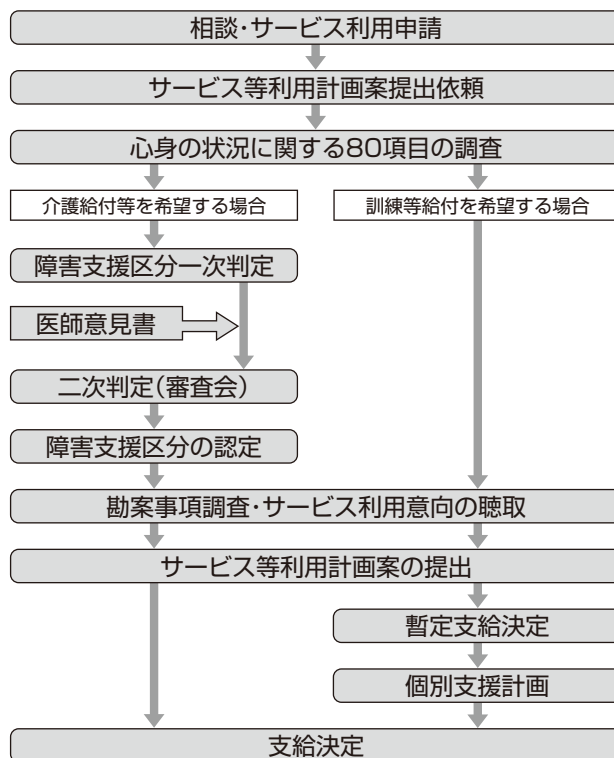 相談・サービス利用申請
サービス等利用計画案提出依頼
心身の状況に関する80項目の調査
介護給付等を希望する場合
訓練等給付を希望する場合
障害支援区分一次判定
医師意見書
二次判定（審査会）
障害支援区分の認定
勘案事項調査・サービス利用意向の聴取
サービス等利用計画案の提出
暫定支給決定
個別支援計画
支給決定